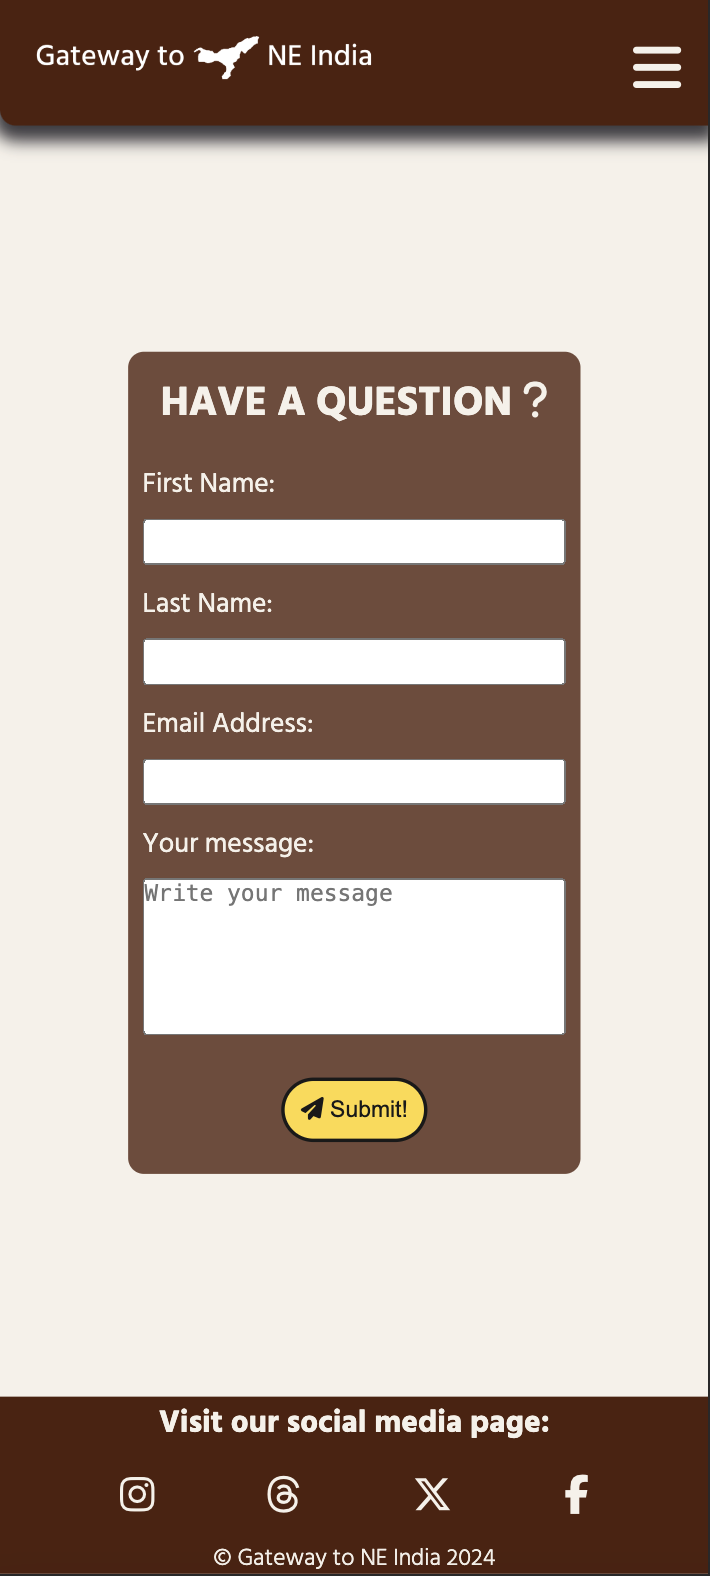 Gateway to NE India
HAVE A QUESTION?
First Name:
Last Name:
Email Address:
Your message:
Write your message
Submit!
Visit our social media page:
© Gateway to NE India 2024